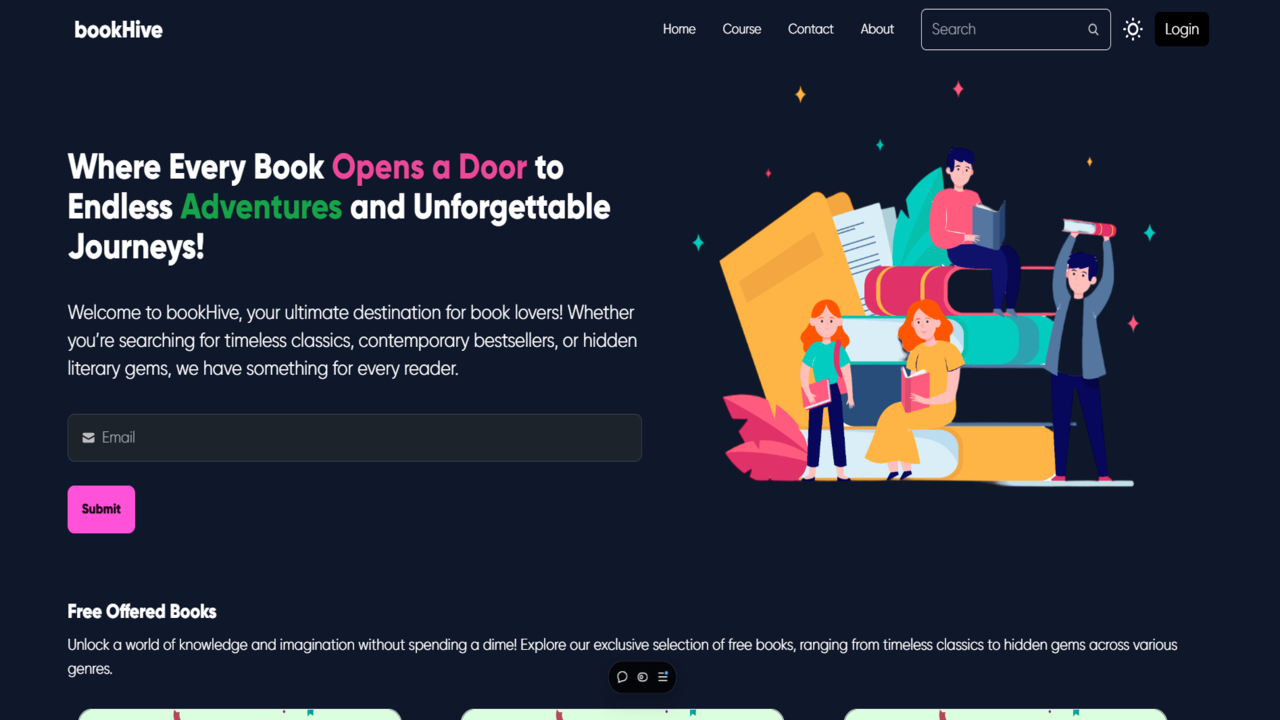 bookHive
Home
Course
Contact
About
Search
Login
Where Every Book Opens a Door to
Endless Adventures and Unforgettable
Journeys!
Welcome to bookHive, your ultimate destination for book lovers! Whether
you’re searching for timeless classics, contemporary bestsellers, or hidden
literary gems, we have something for every reader.
Email
Submit
Free Offered Books
Unlock a world of knowledge and imagination without spending a dime! Explore our exclusive selection of free books, ranging from timeless classics to hidden gems across various
genres.